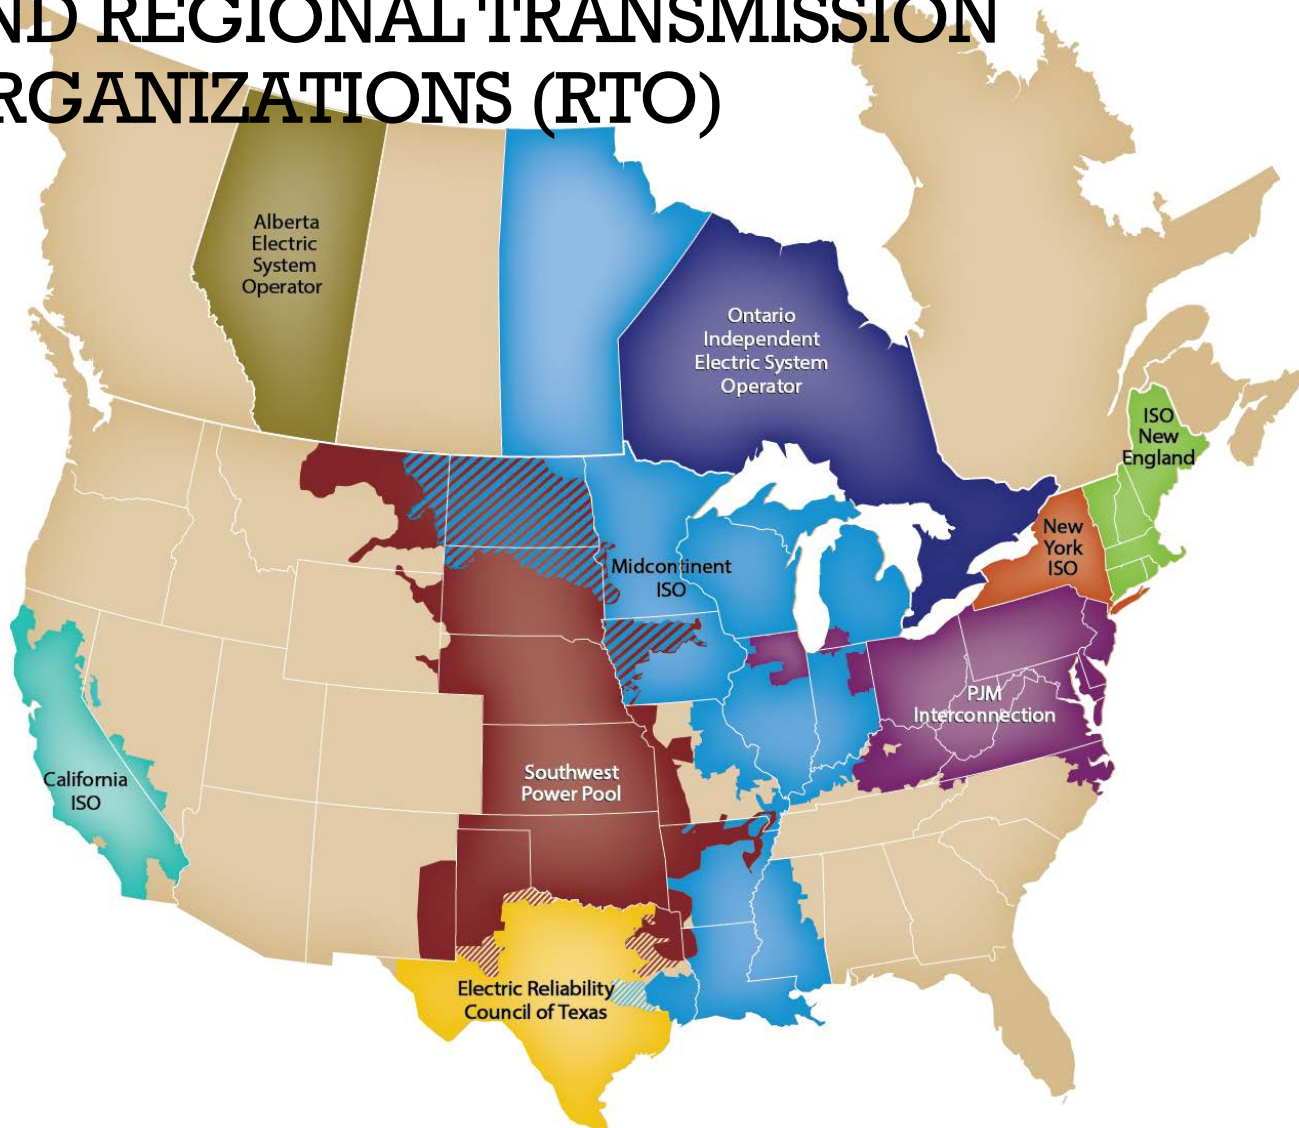 ND REGIONAL TRANSMISSION
RGANIZATIONS (RTO)
Alberta
Electric
System
Operator
Ontario
Independent
Electric System
Operator
ISO
New
England
New
York
ISO
Midcontinent
ISO
PJM
Interconnection
California
ISO
Southwest
Power Pool
Electric Reliability
Council of Texas